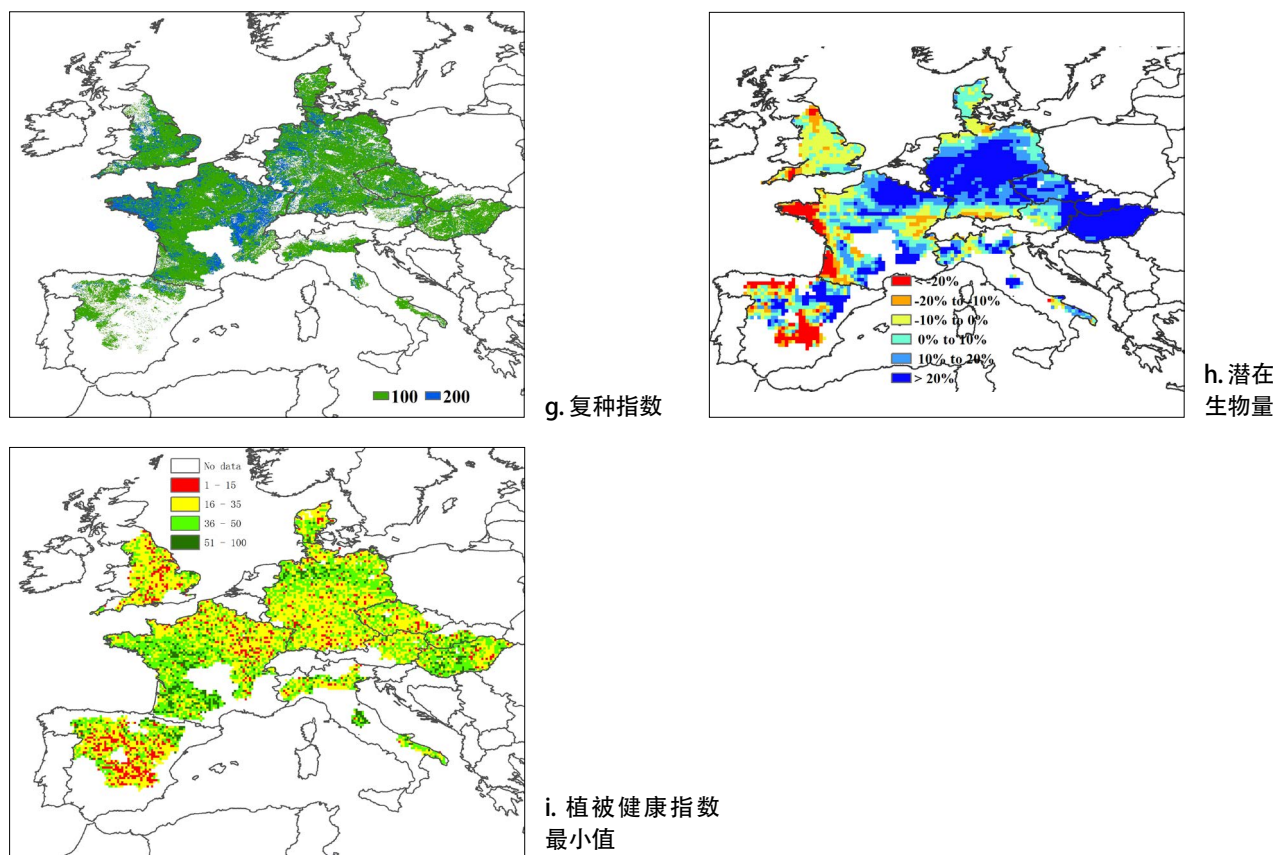 100 200
g. 复种指数
< -20%
-20% to -10%
-10% to 0%
0% to 10%
10% to 20%
> 20%
h. 潜在
生物量
No data
1 - 15
16 - 35
36 - 50
51 - 100
i. 植被健康指数
最小值